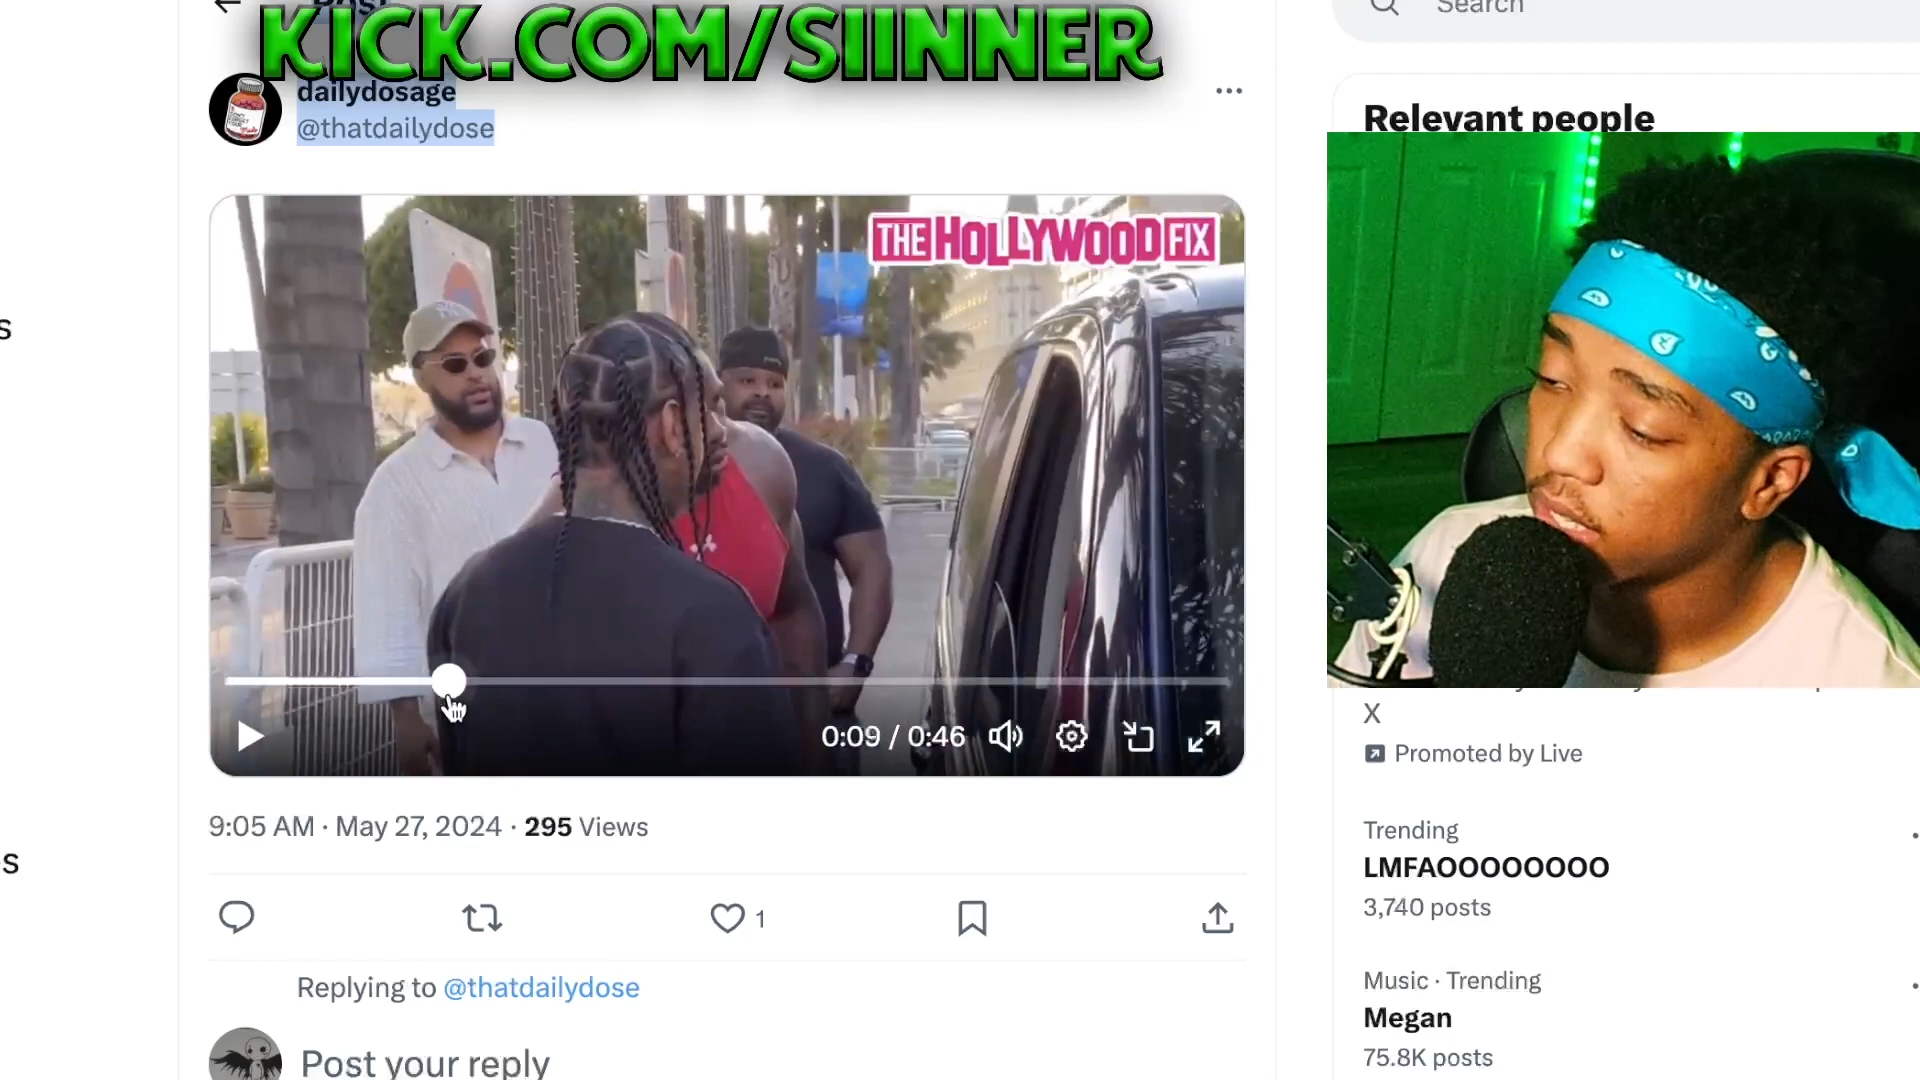 Post
KICK.COM/SIINNER
dailydosage
@thatdailydose
THE HOLLYWOOD FIX
0:09 / 0:46
9:05 AM · May 27, 2024 · 295 Views
1
Replying to @thatdailydose
Post your reply
Search
Relevant people
X
Promoted by Live
Trending
LMFAOOOOOOOO
3,740 posts
Music · Trending
Megan
75.8K posts
s
s